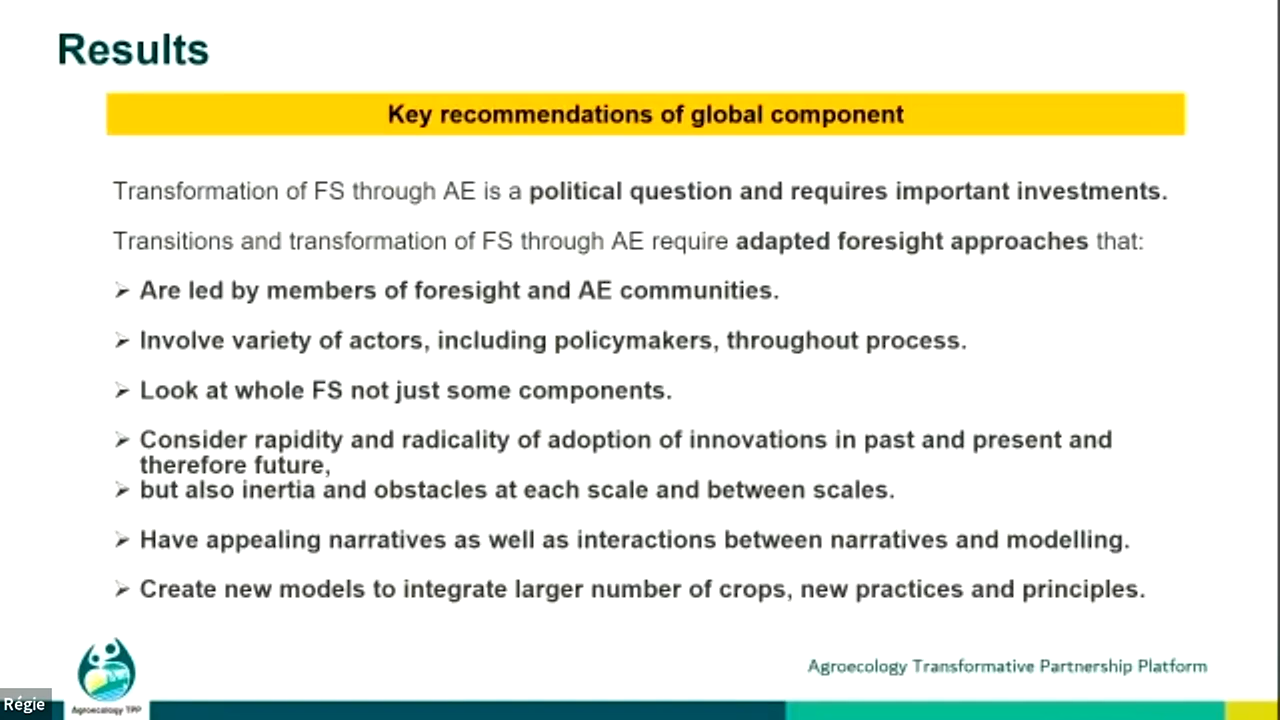 Results
Key recommendations of global component
Transformation of FS through AE is a political question and requires important investments.
Transitions and transformation of FS through AE require adapted foresight approaches that:
➢ Are led by members of foresight and AE communities.
➢ Involve variety of actors, including policymakers, throughout process.
➢ Look at whole FS not just some components.
➢ Consider rapidity and radicality of adoption of innovations in past and present and
therefore future,
➢ but also inertia and obstacles at each scale and between scales.
➢ Have appealing narratives as well as interactions between narratives and modelling.
➢ Create new models to integrate larger number of crops, new practices and principles.
Agroecology Transformative Partnership Platform
Régie
Agroecology TPP